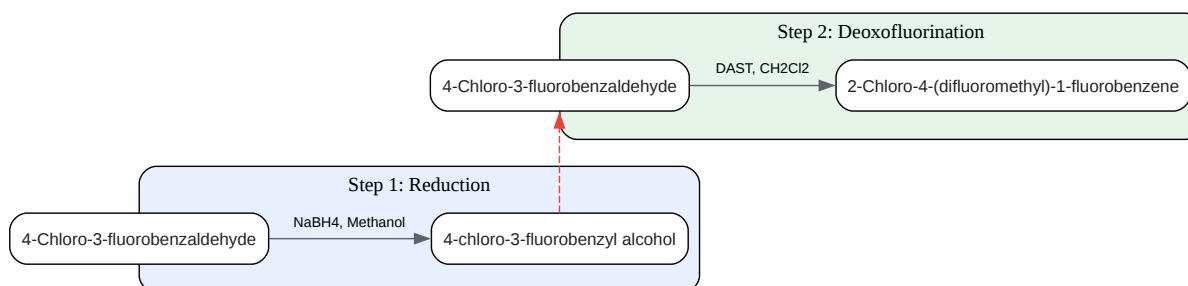 Step 2: Deoxofluorination
4-Chloro-3-fluorobenzaldehyde
DAST, CH2Cl2
2-Chloro-4-(difluoromethyl)-1-fluorobenzene
Step 1: Reduction
4-Chloro-3-fluorobenzaldehyde
NaBH4, Methanol
4-chloro-3-fluorobenzyl alcohol